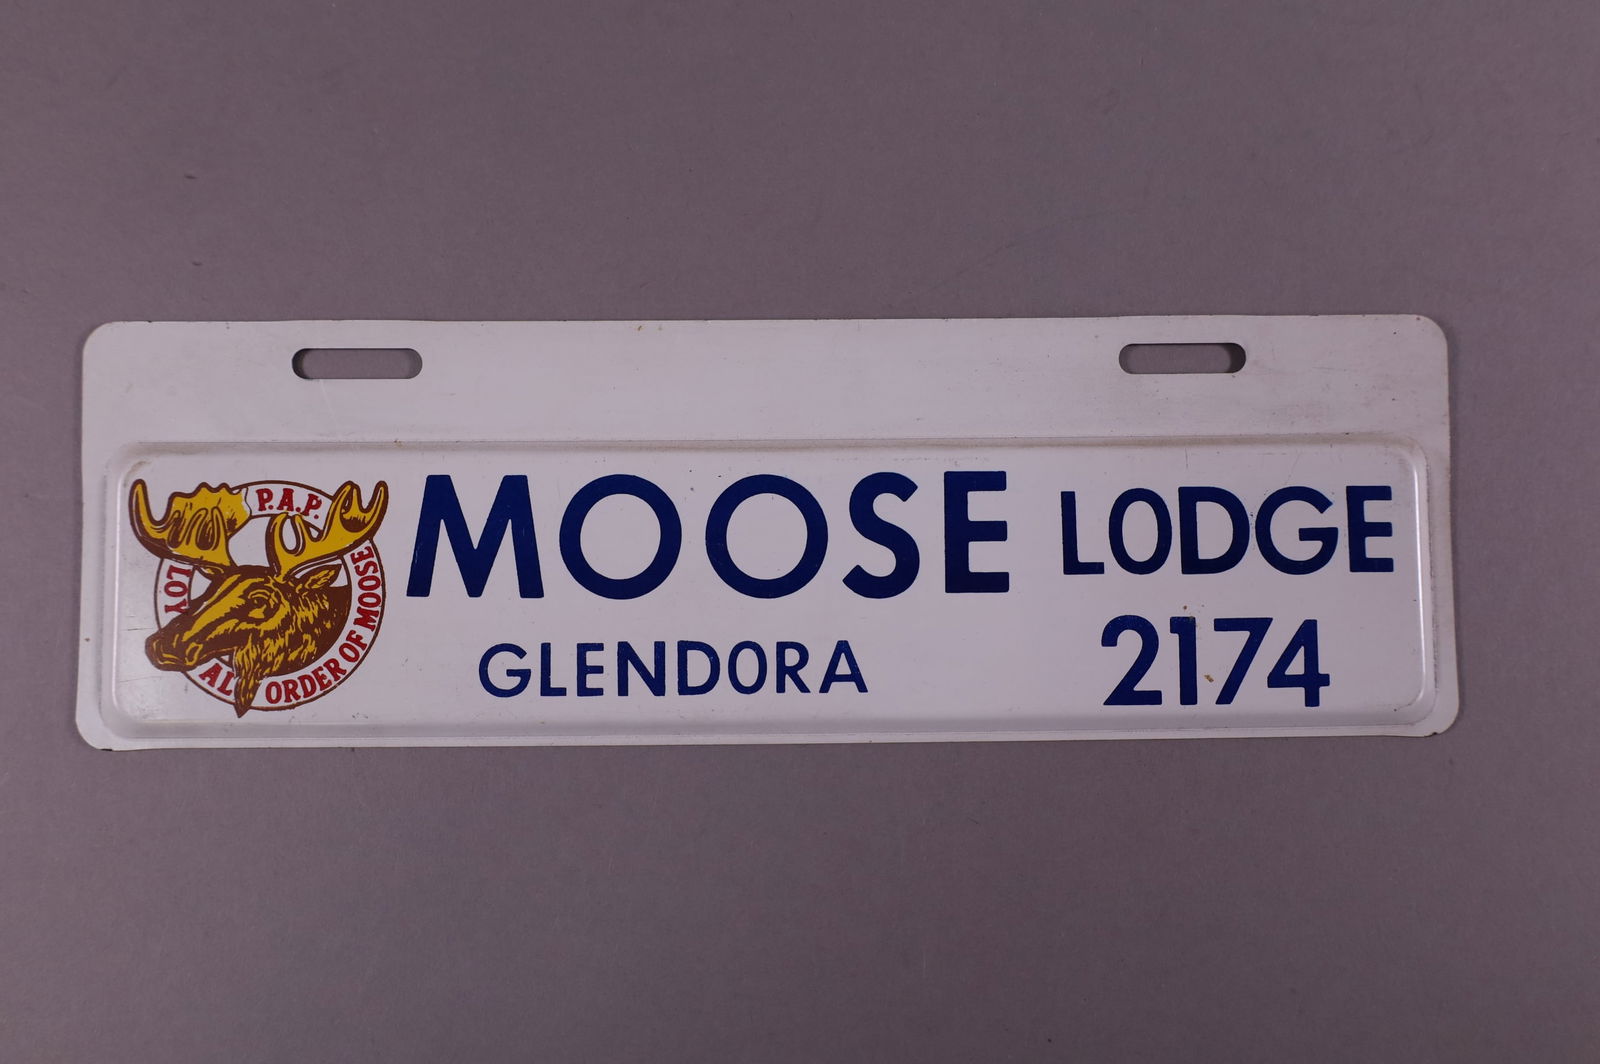 P.A.P.
LOYAL ORDER OF MOOSE
MOOSE LODGE
GLENDORA 2174